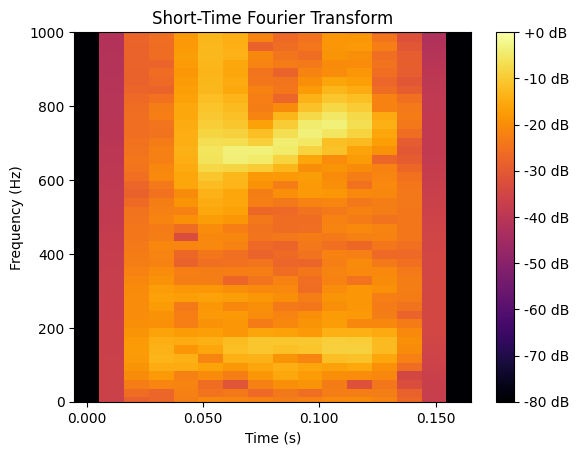 Short-Time Fourier Transform
1000
800
600
400
200
0
Frequency (Hz)
0.000
0.050
0.100
0.150
Time (s)
+0 dB
-10 dB
-20 dB
-30 dB
-40 dB
-50 dB
-60 dB
-70 dB
-80 dB